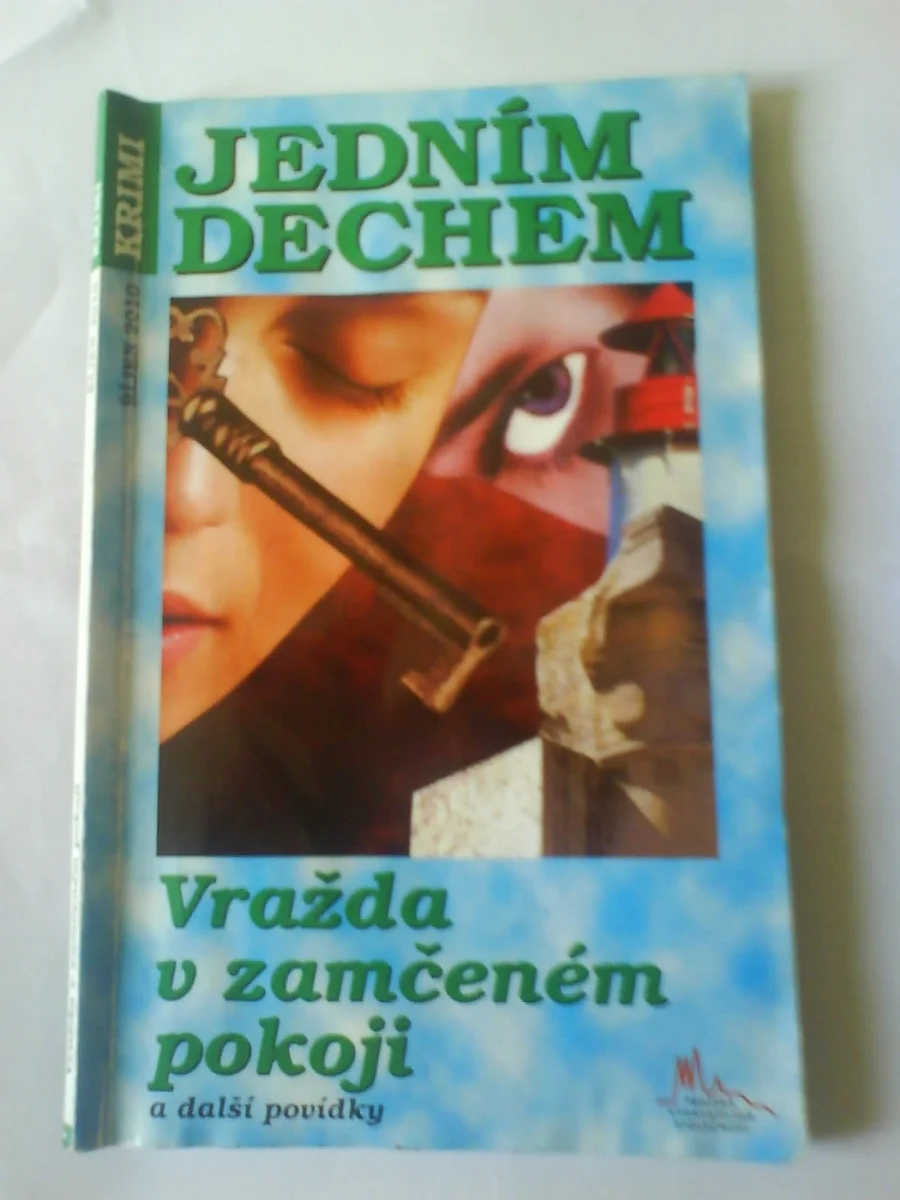 KRIMI
ŘÍJEN 2010
JEDNÍM
DECHEM
Vražda
v zamčeném
pokoji
a další povídky